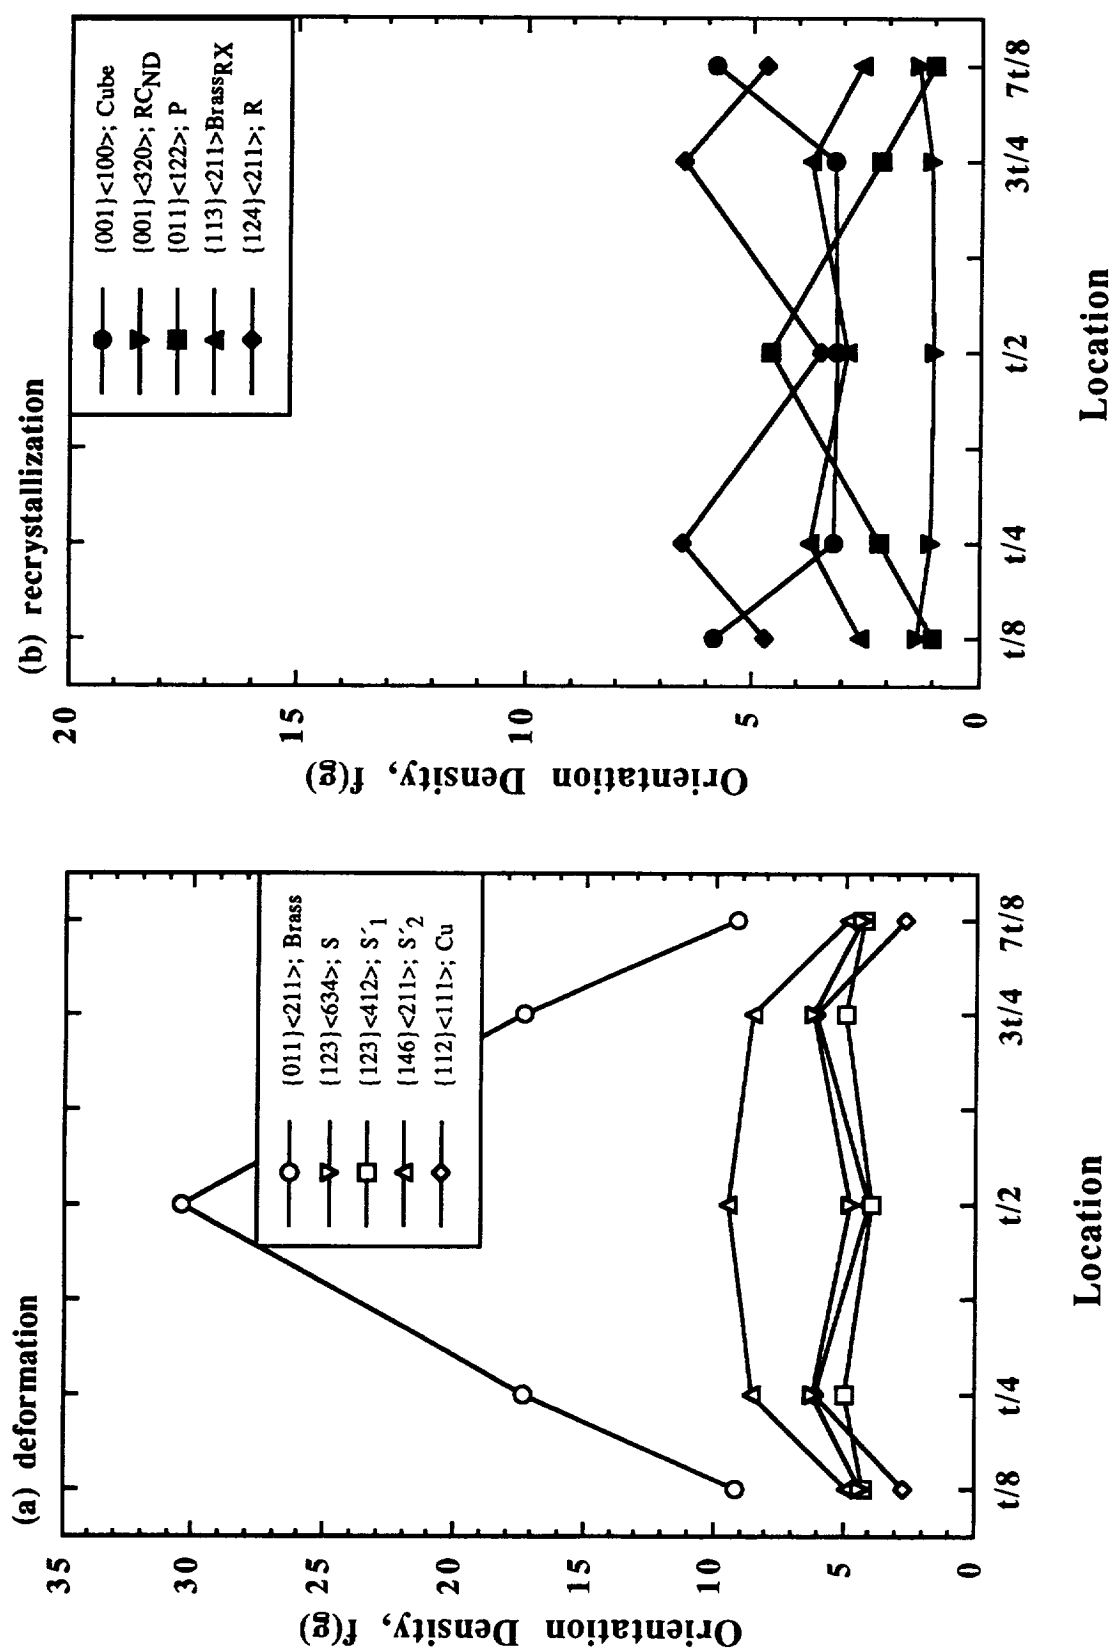 (a) deformation
Orientation Density, f(g)
35
30
25
20
15
10
5
0
{011}<211>; Brass
{123}<634>; S
{123}<412>; S´1
{146}<211>; S´2
{112}<111>; Cu
t/8
t/4
t/2
3t/4
7t/8
Location
(b) recrystallization
Orientation Density, f(g)
20
15
10
5
0
{001}<100>; Cube
{001}<320>; RCND
{011}<122>; P
{113}<211>BrassRX
{124}<211>; R
t/8
t/4
t/2
3t/4
7t/8
Location